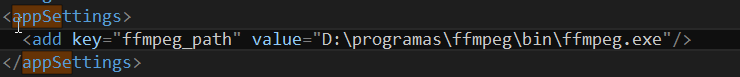 <appSettings>
<add key="ffmpeg_path" value="D:\programas\ffmpeg\bin\ffmpeg.exe"/>
</appSettings>